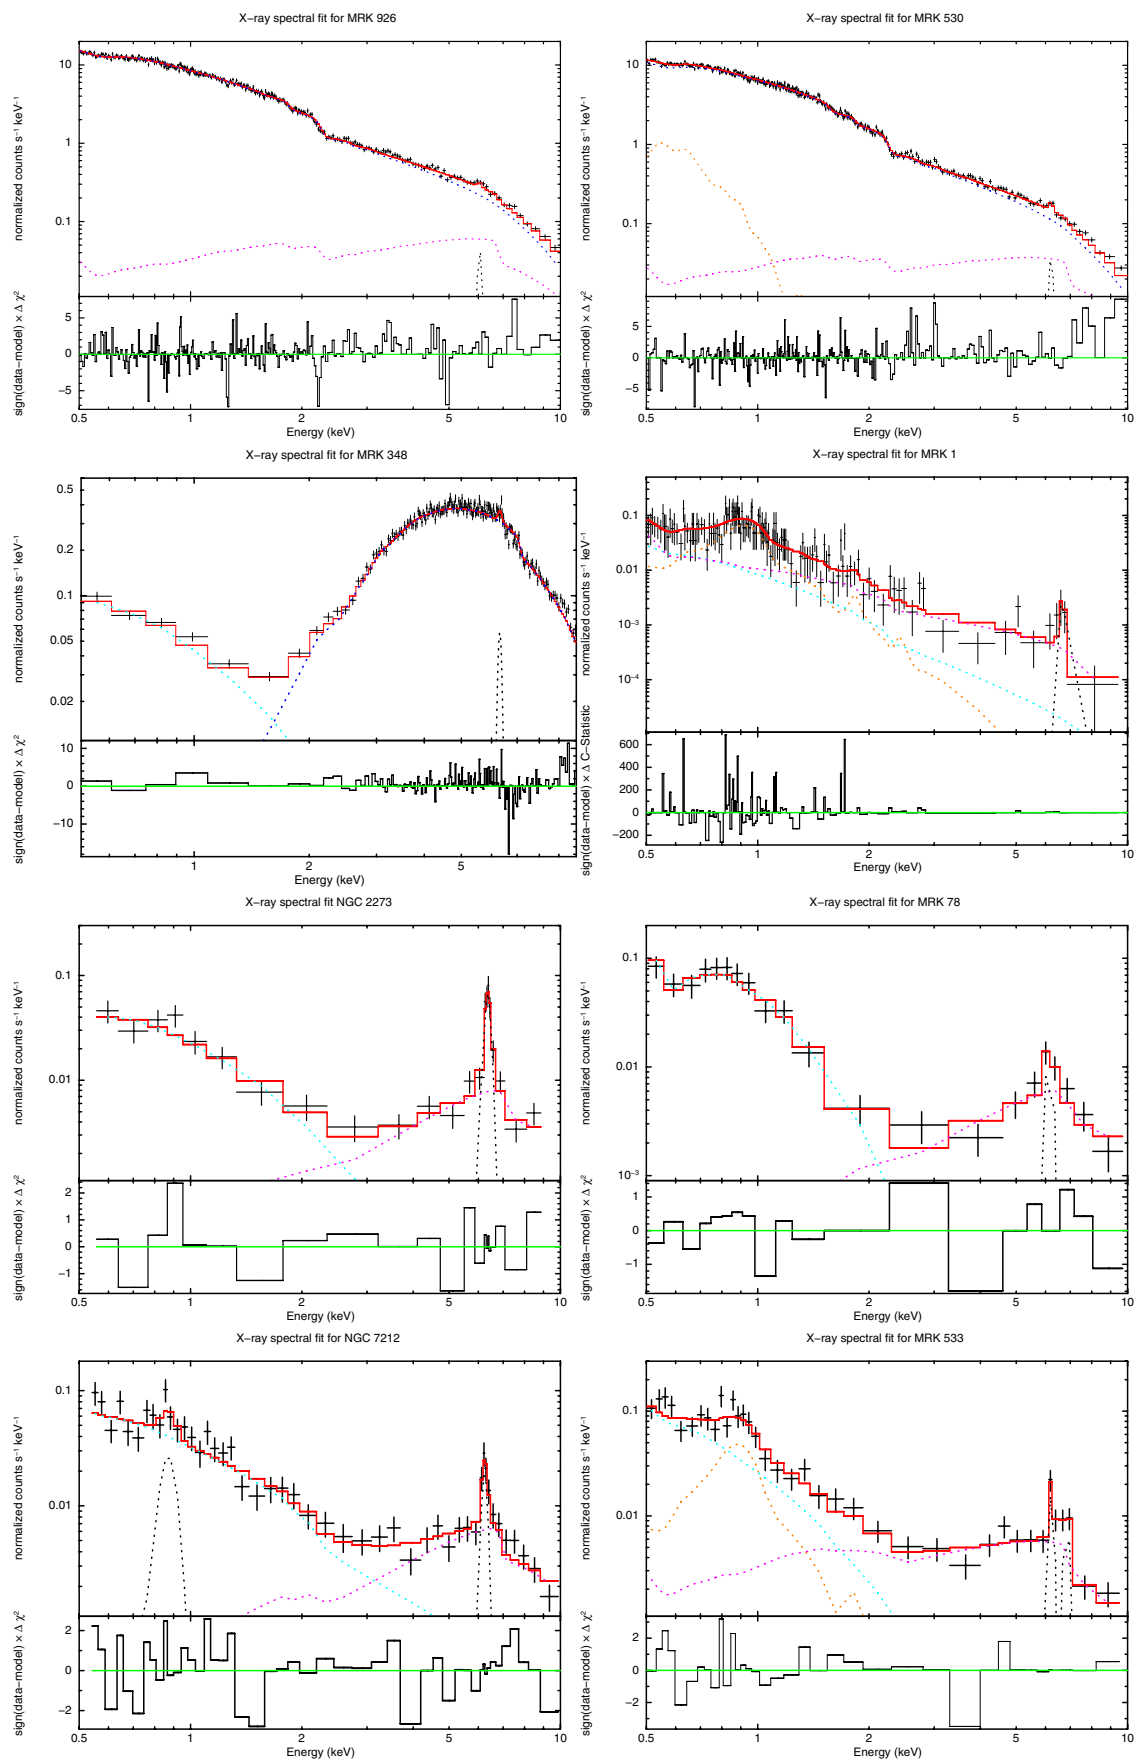 X−ray spectral fit for MRK 926
X−ray spectral fit for MRK 530
normalized counts s⁻¹ keV⁻¹
10
1
0.1
sign(data−model) × Δ χ²
5
0
−5
0.5 1 2 5 10
Energy (keV)
normalized counts s⁻¹ keV⁻¹
10
1
0.1
sign(data−model) × Δ χ²
5
0
−5
0.5 1 2 5 10
Energy (keV)
X−ray spectral fit for MRK 348
X−ray spectral fit for MRK 1
normalized counts s⁻¹ keV⁻¹
0.5
0.2
0.1
0.05
0.02
sign(data−model) × Δ χ²
10
0
−10
1 2 5
Energy (keV)
normalized counts s⁻¹ keV⁻¹
0.1
0.01
10⁻³
10⁻⁴
sign(data−model) × Δ C−Statistic
600
400
200
0
−200
0.5 1 2 5 10
Energy (keV)
X−ray spectral fit NGC 2273
X−ray spectral fit for MRK 78
normalized counts s⁻¹ keV⁻¹
0.1
0.01
sign(data−model) × Δ χ²
2
1
0
−1
0.5 1 2 5 10
Energy (keV)
normalized counts s⁻¹ keV⁻¹
0.1
0.01
10⁻³
sign(data−model) × Δ χ²
1
0
−1
0.5 1 2 5 10
Energy (keV)
X−ray spectral fit for NGC 7212
X−ray spectral fit for MRK 533
normalized counts s⁻¹ keV⁻¹
0.1
0.01
sign(data−model) × Δ χ²
2
0
−2
0.5 1 2 5 10
Energy (keV)
normalized counts s⁻¹ keV⁻¹
0.1
0.01
sign(data−model) × Δ χ²
2
0
−2
0.5 1 2 5 10
Energy (keV)